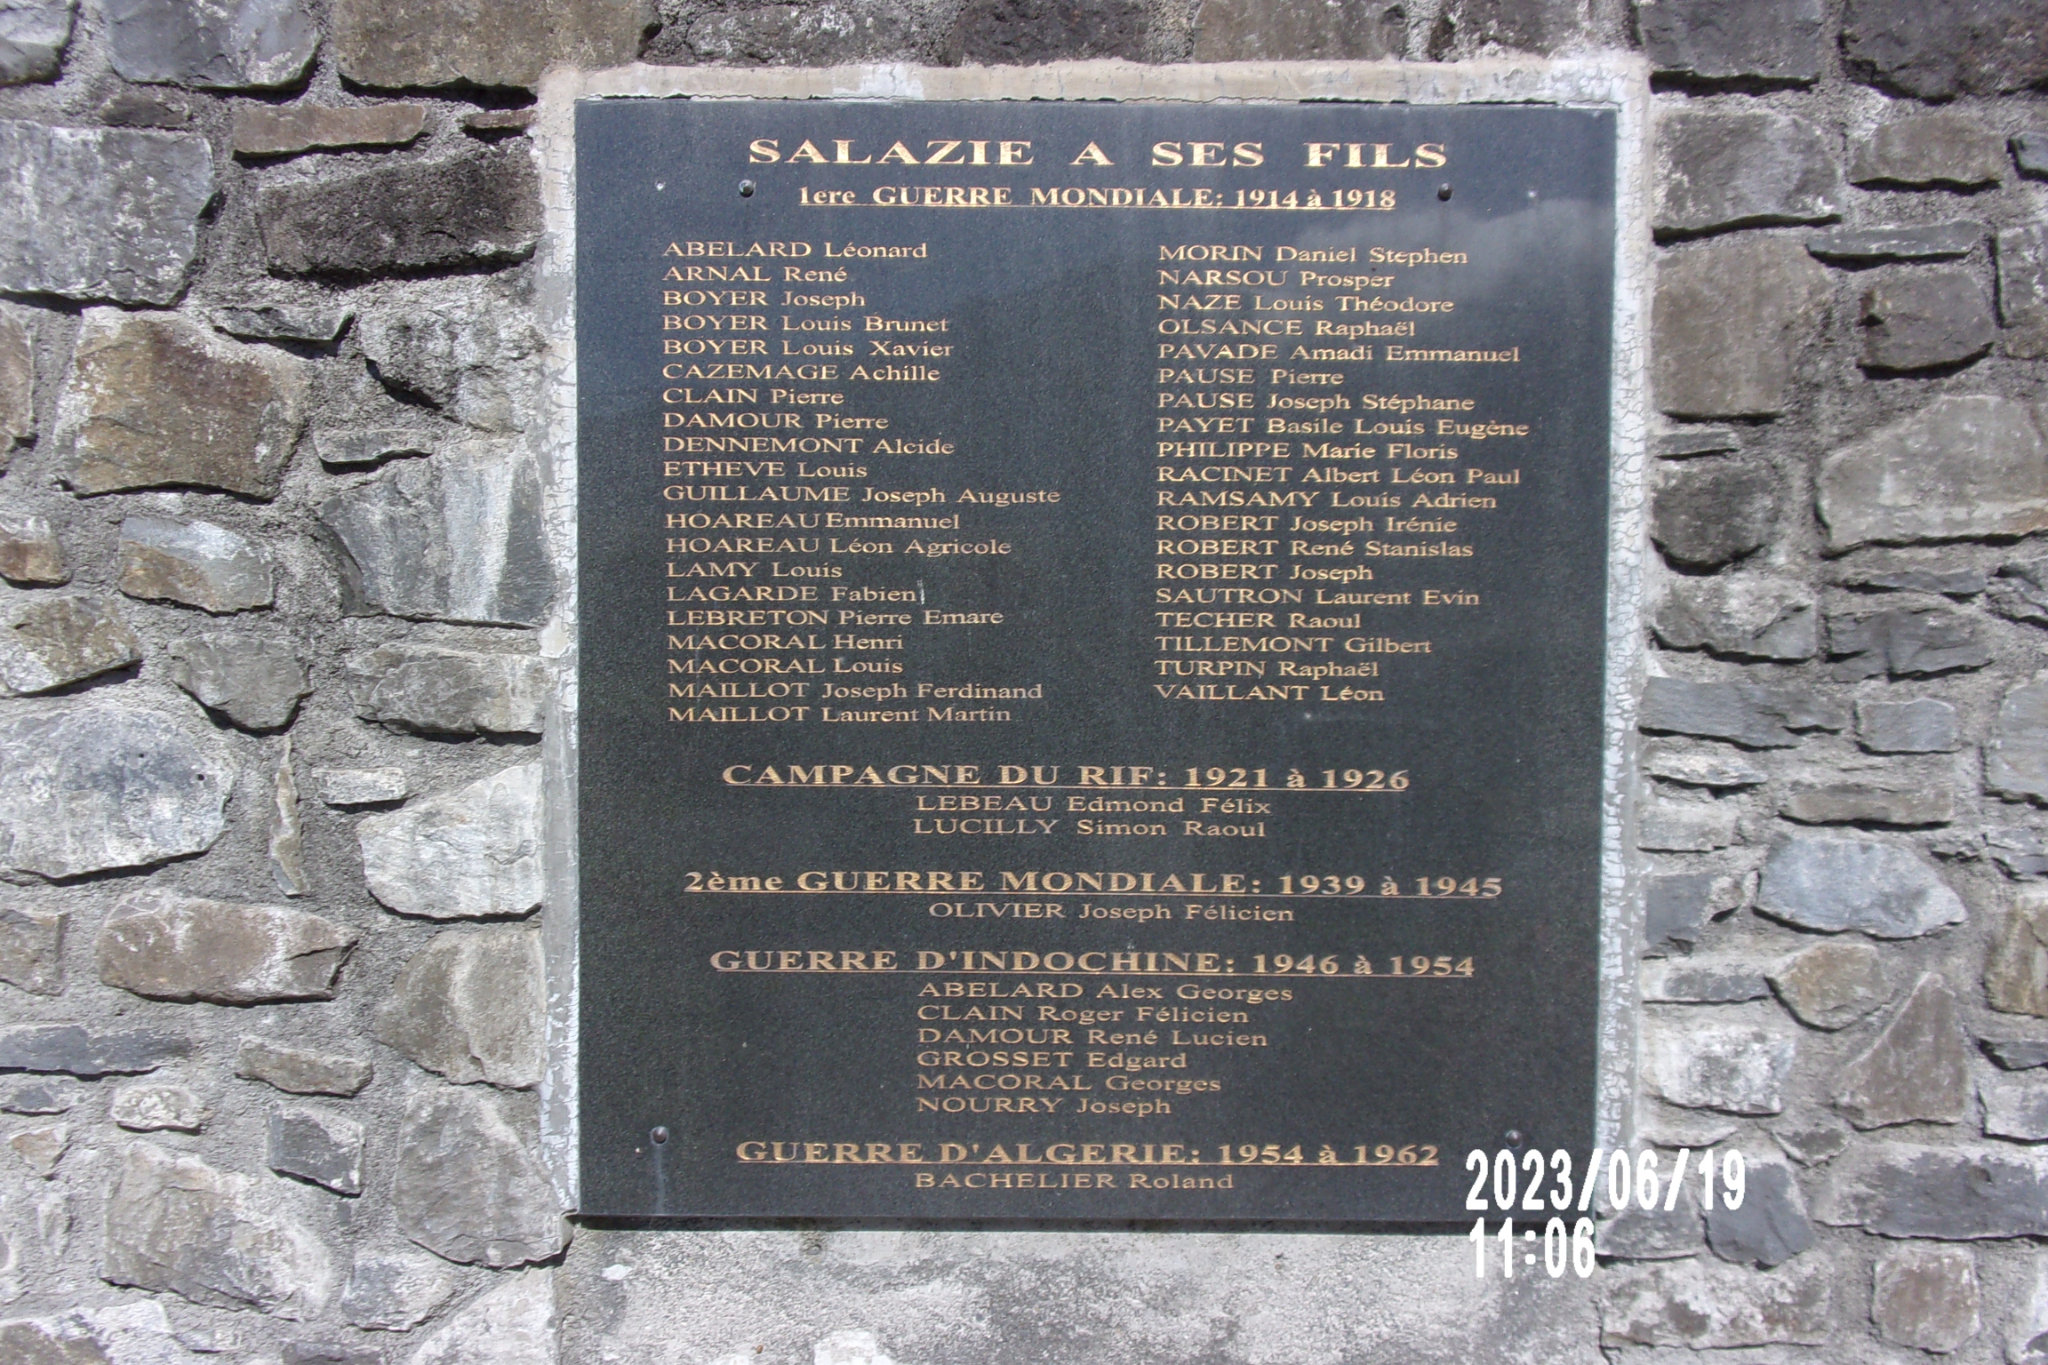 SALAZIE A SES FILS
1ere GUERRE MONDIALE: 1914 à 1918
ABELARD Léonard
ARNAL René
BOYER Joseph
BOYER Louis Brunet
BOYER Louis Xavier
CAZEMAGE Achille
CLAIN Pierre
DAMOUR Pierre
DENNEMONT Alcide
ETHEVE Louis
GUILLAUME Joseph Auguste
HOAREAU Emmanuel
HOAREAU Léon Agricole
LAMY Louis
LAGARDE Fabien
LEBRETON Pierre Emare
MACORAL Henri
MACORAL Louis
MAILLOT Joseph Ferdinand
MAILLOT Laurent Martin
MORIN Daniel Stephen
NARSOU Prosper
NAZE Louis Théodore
OLSANCE Raphaël
PAVADE Amadi Emmanuel
PAUSE Pierre
PAUSE Joseph Stéphane
PAYET Basile Louis Eugène
PHILIPPE Marie Floris
RACINET Albert Léon Paul
RAMSAMY Louis Adrien
ROBERT Joseph Irénie
ROBERT René Stanislas
ROBERT Joseph
SAUTRON Laurent Evin
TECHER Raoul
TILLEMONT Gilbert
TURPIN Raphaël
VAILLANT Léon
CAMPAGNE DU RIF: 1921 à 1926
LEBEAU Edmond Félix
LUCILLY Simon Raoul
2ème GUERRE MONDIALE: 1939 à 1945
OLIVIER Joseph Félicien
GUERRE D'INDOCHINE: 1946 à 1954
ABELARD Alex Georges
CLAIN Roger Félicien
DAMOUR René Lucien
GROSSET Edgard
MACORAL Georges
NOURRY Joseph
GUERRE D'ALGERIE: 1954 à 1962
BACHELIER Roland
2023/06/19
11:06